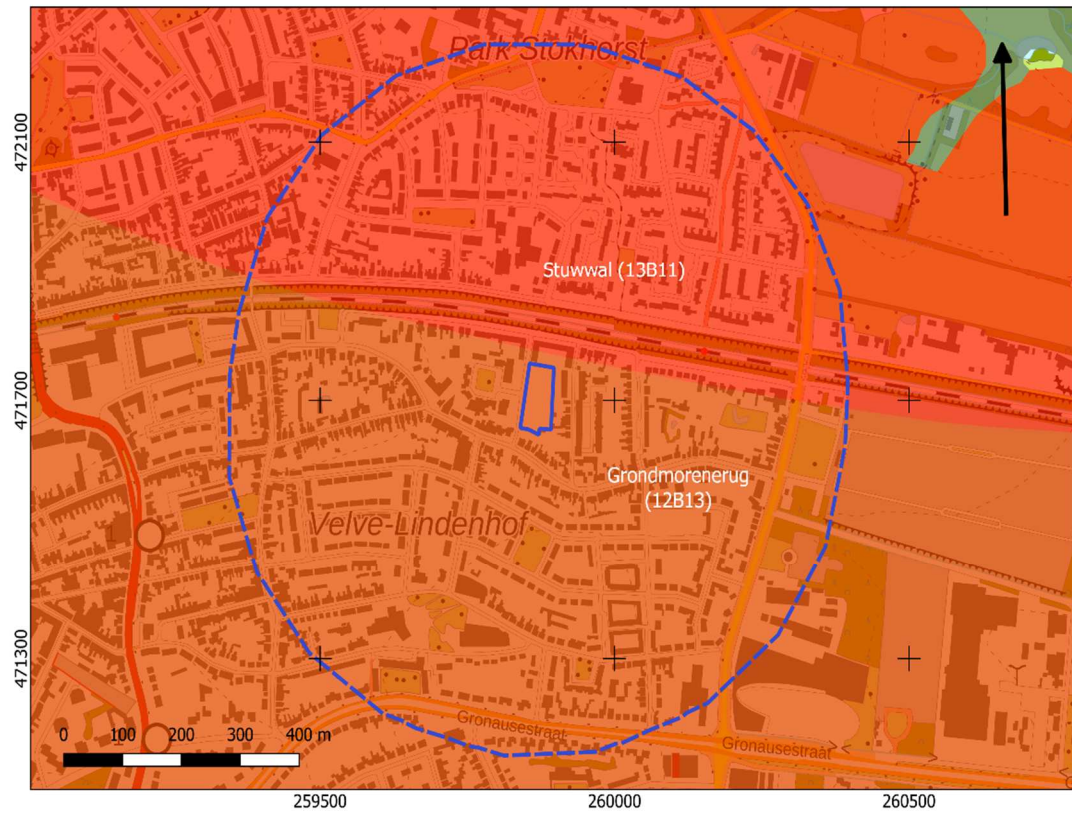 Park Stokhorst
472100
Stuwwal (13B11)
471700
Grondmorenerug
(12B13)
Velve-Lindenhof
471300
Gronausestraat
Gronausestraat
0 100 200 300 400 m
259500 260000 260500